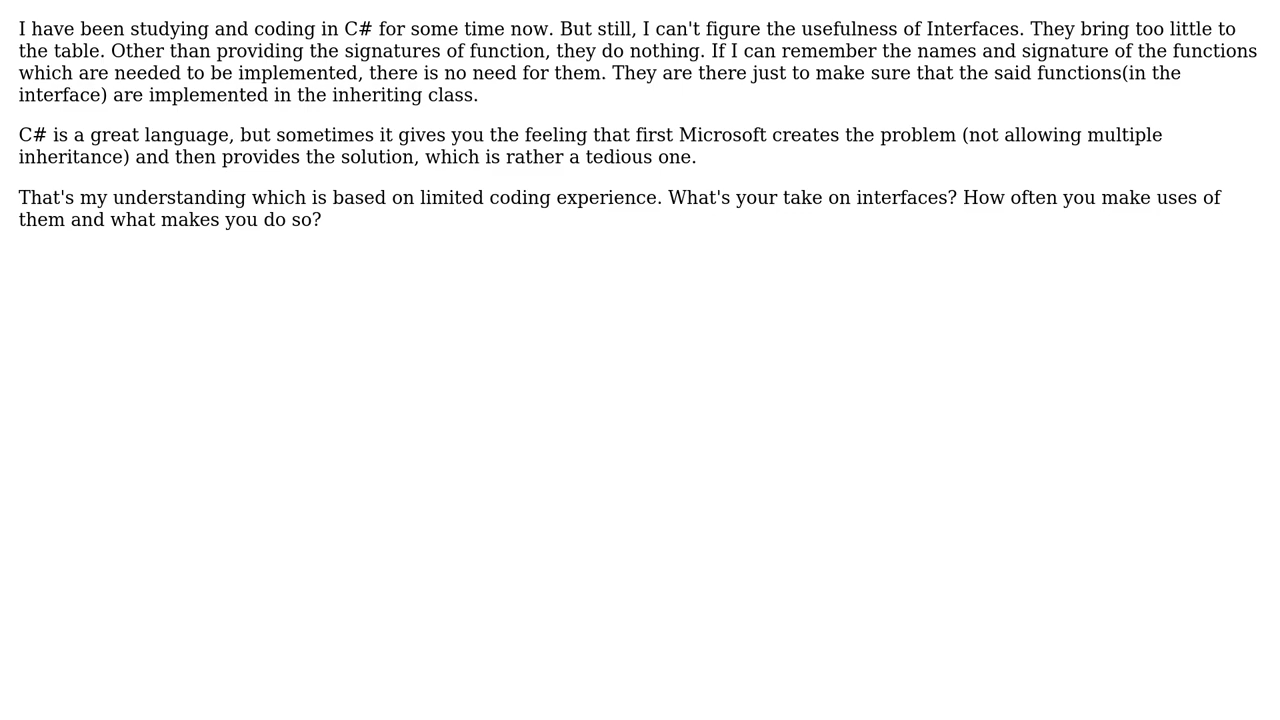 I have been studying and coding in C# for some time now. But still, I can't figure the usefulness of Interfaces. They bring too little to
the table. Other than providing the signatures of function, they do nothing. If I can remember the names and signature of the functions
which are needed to be implemented, there is no need for them. They are there just to make sure that the said functions(in the
interface) are implemented in the inheriting class.
C# is a great language, but sometimes it gives you the feeling that first Microsoft creates the problem (not allowing multiple
inheritance) and then provides the solution, which is rather a tedious one.
That's my understanding which is based on limited coding experience. What's your take on interfaces? How often you make uses of
them and what makes you do so?